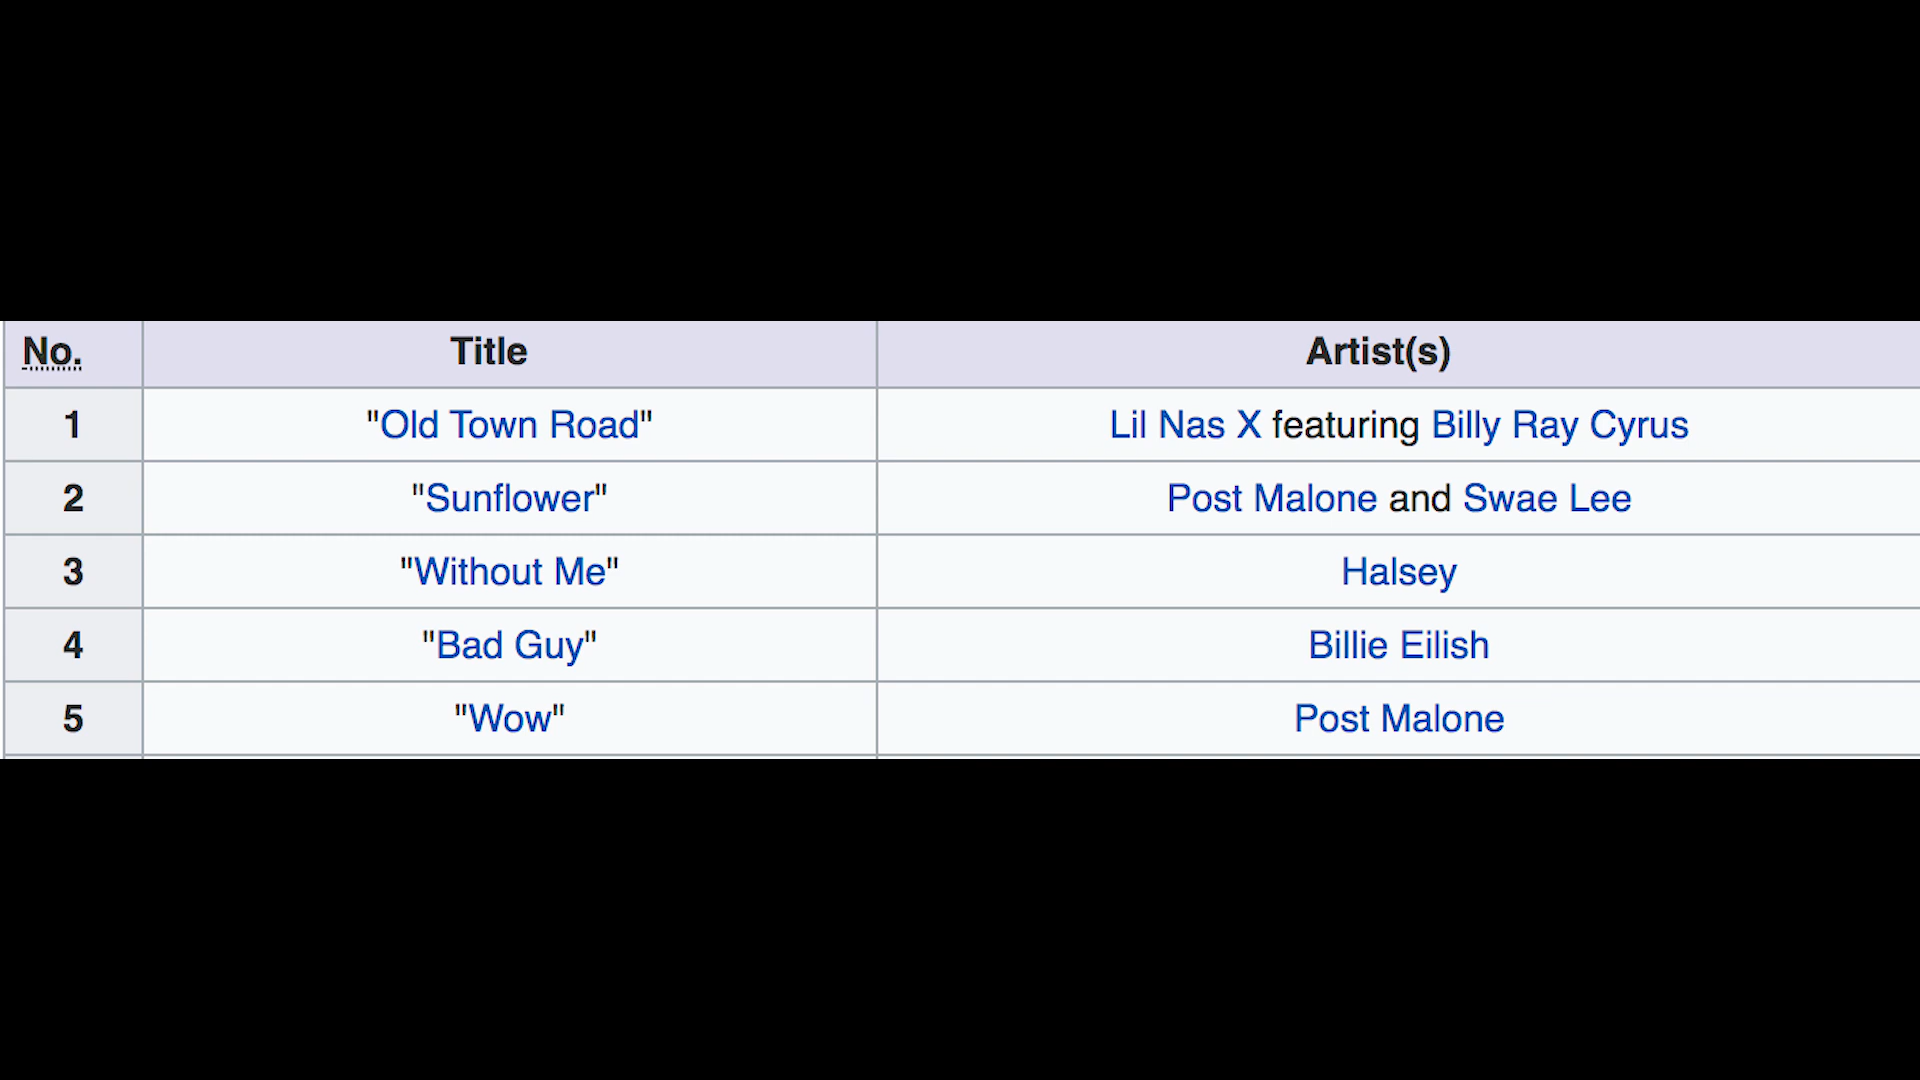 No. Title Artist(s)
1 "Old Town Road" Lil Nas X featuring Billy Ray Cyrus
2 "Sunflower" Post Malone and Swae Lee
3 "Without Me" Halsey
4 "Bad Guy" Billie Eilish
5 "Wow" Post Malone